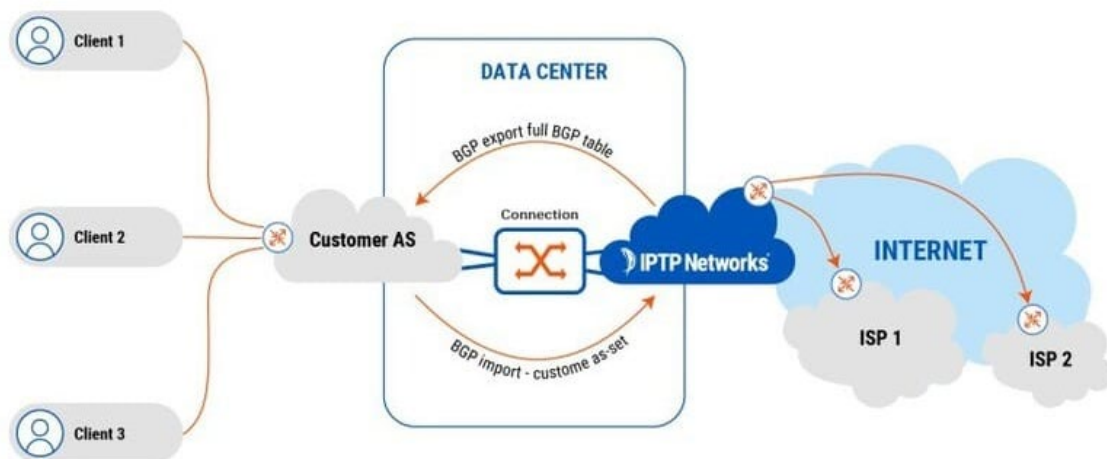 Client 1
DATA CENTER
BGP export full BGP table
Connection
Client 2
Customer AS
IPTP Networks
INTERNET
ISP 1
ISP 2
BGP import - custome as-set
Client 3